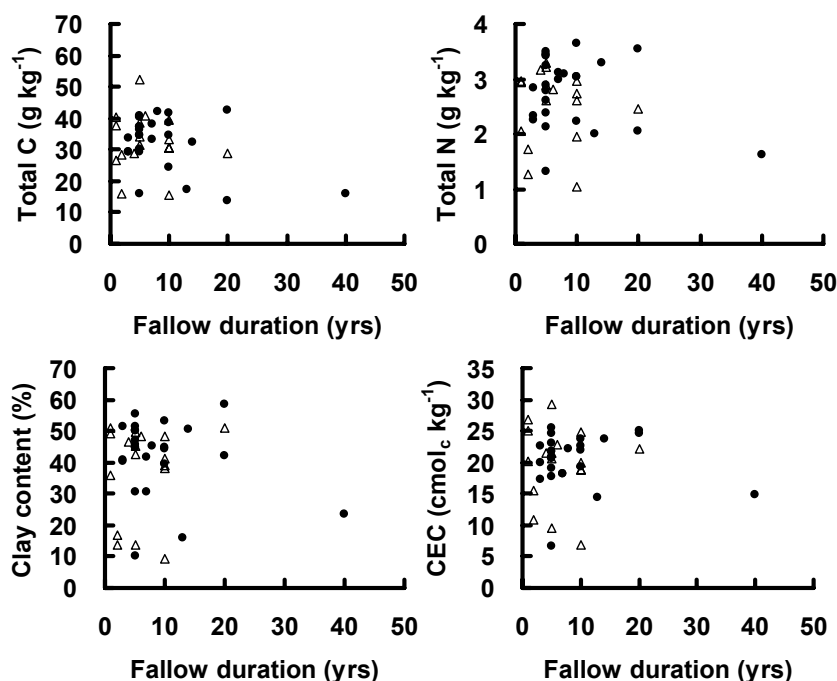 Total C (g kg⁻¹)
70
60
50
40
30
20
10
0
0 10 20 30 40 50
Fallow duration (yrs)
Total N (g kg⁻¹)
4
3
2
1
0
0 10 20 30 40 50
Fallow duration (yrs)
Clay content (%)
70
60
50
40
30
20
10
0
0 10 20 30 40 50
Fallow duration (yrs)
CEC (cmol꜀ kg⁻¹)
35
30
25
20
15
10
5
0
0 10 20 30 40 50
Fallow duration (yrs)